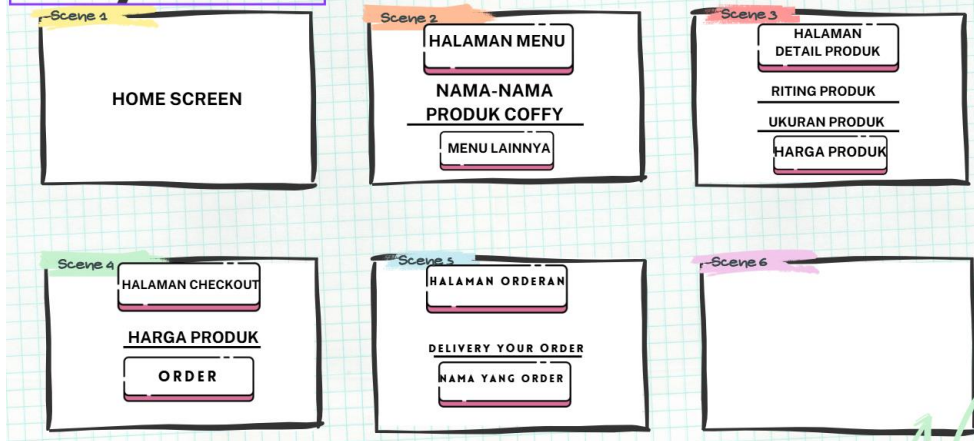 Scene 1
HOME SCREEN
Scene 2
HALAMAN MENU
NAMA-NAMA
PRODUK COFFY
MENU LAINNYA
Scene 3
HALAMAN
DETAIL PRODUK
RITING PRODUK
UKURAN PRODUK
HARGA PRODUK
Scene 4
HALAMAN CHECKOUT
HARGA PRODUK
ORDER
Scene 5
HALAMAN ORDERAN
DELIVERY YOUR ORDER
NAMA YANG ORDER
Scene 6